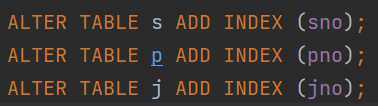 ALTER TABLE s ADD INDEX (sno);
ALTER TABLE p ADD INDEX (pno);
ALTER TABLE j ADD INDEX (jno);